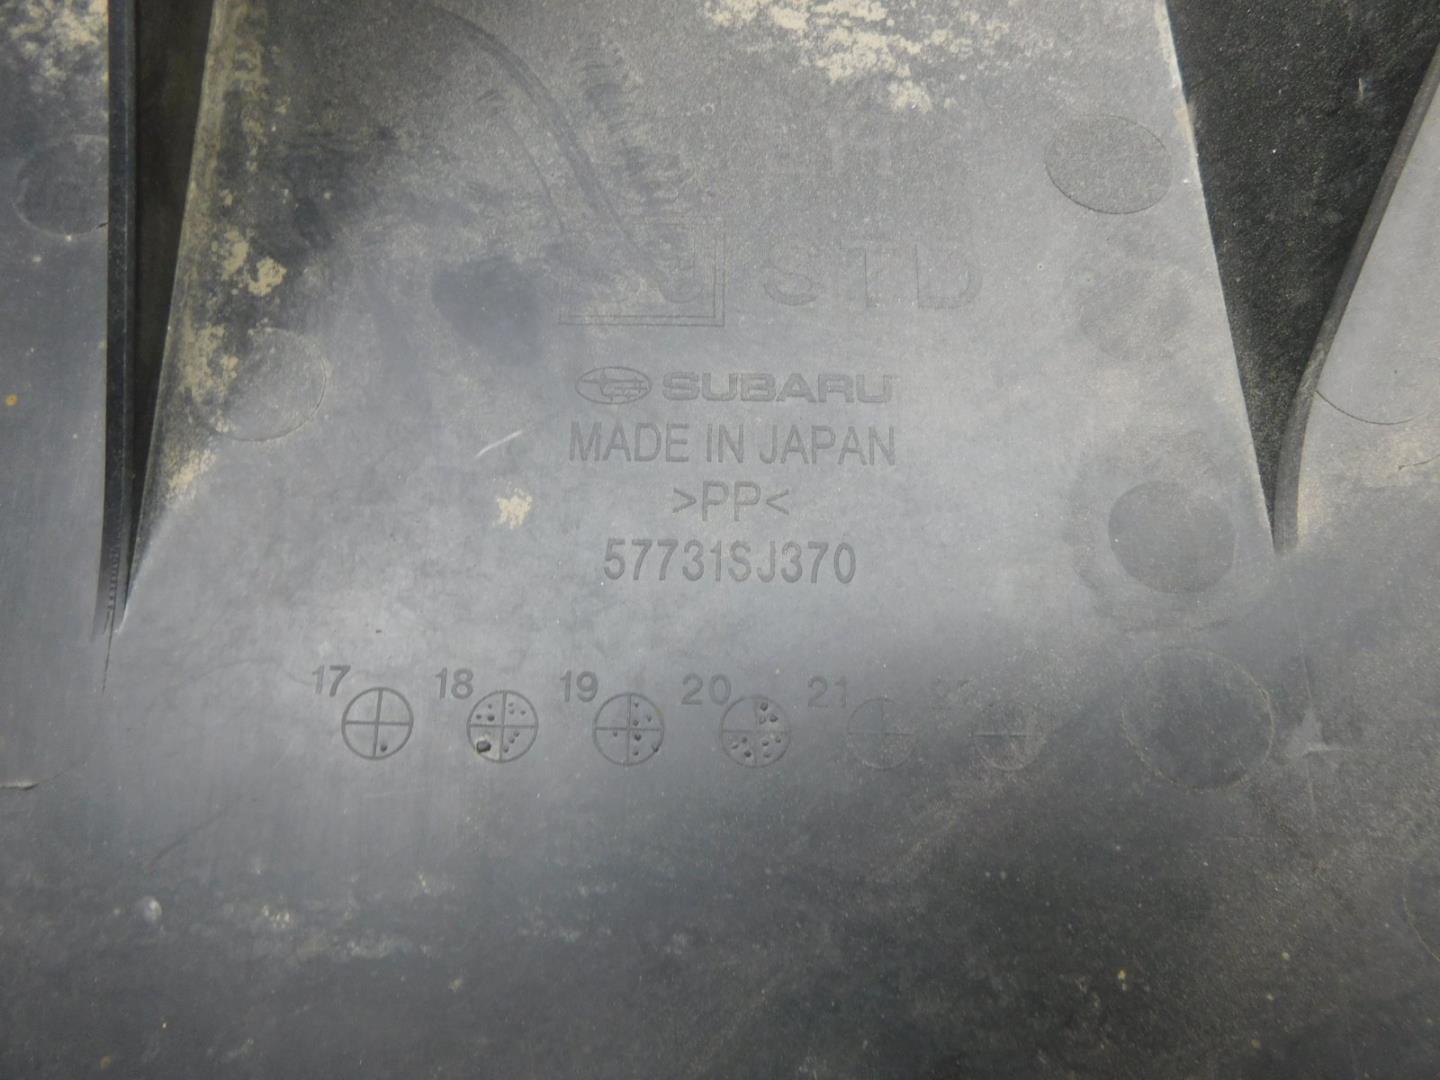 STD
SUBARU
MADE IN JAPAN
>PP<
57731SJ370
17 18 19 20 21